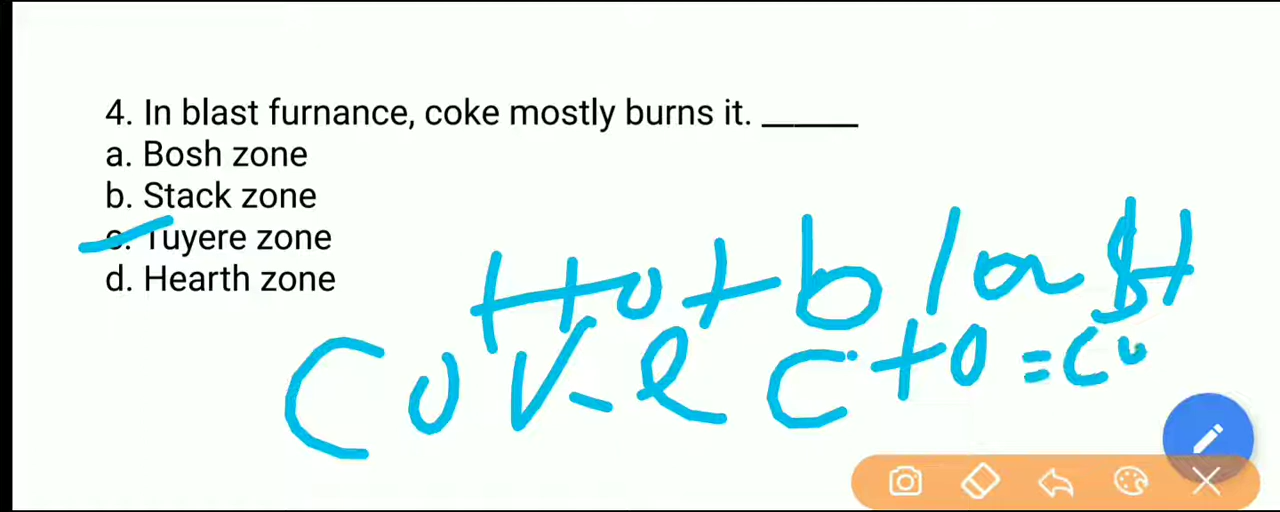 4. In blast furnance, coke mostly burns it. ______
a. Bosh zone
b. Stack zone
c. Tuyere zone
d. Hearth zone
Hot blast
Coke C+O = CO